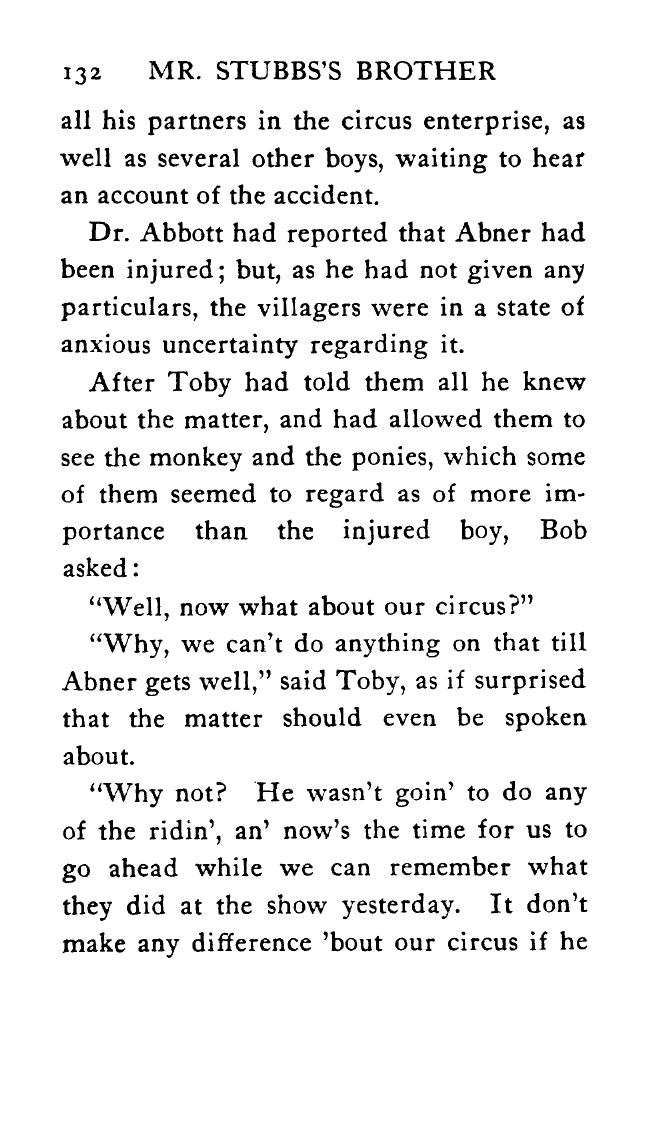 132 MR. STUBBS'S BROTHER
all his partners in the circus enterprise, as
well as several other boys, waiting to hear
an account of the accident.
Dr. Abbott had reported that Abner had
been injured; but, as he had not given any
particulars, the villagers were in a state of
anxious uncertainty regarding it.
After Toby had told them all he knew
about the matter, and had allowed them to
see the monkey and the ponies, which some
of them seemed to regard as of more im-
portance than the injured boy, Bob
asked:
"Well, now what about our circus?"
"Why, we can't do anything on that till
Abner gets well," said Toby, as if surprised
that the matter should even be spoken
about.
"Why not? He wasn't goin' to do any
of the ridin', an' now's the time for us to
go ahead while we can remember what
they did at the show yesterday. It don't
make any difference 'bout our circus if he